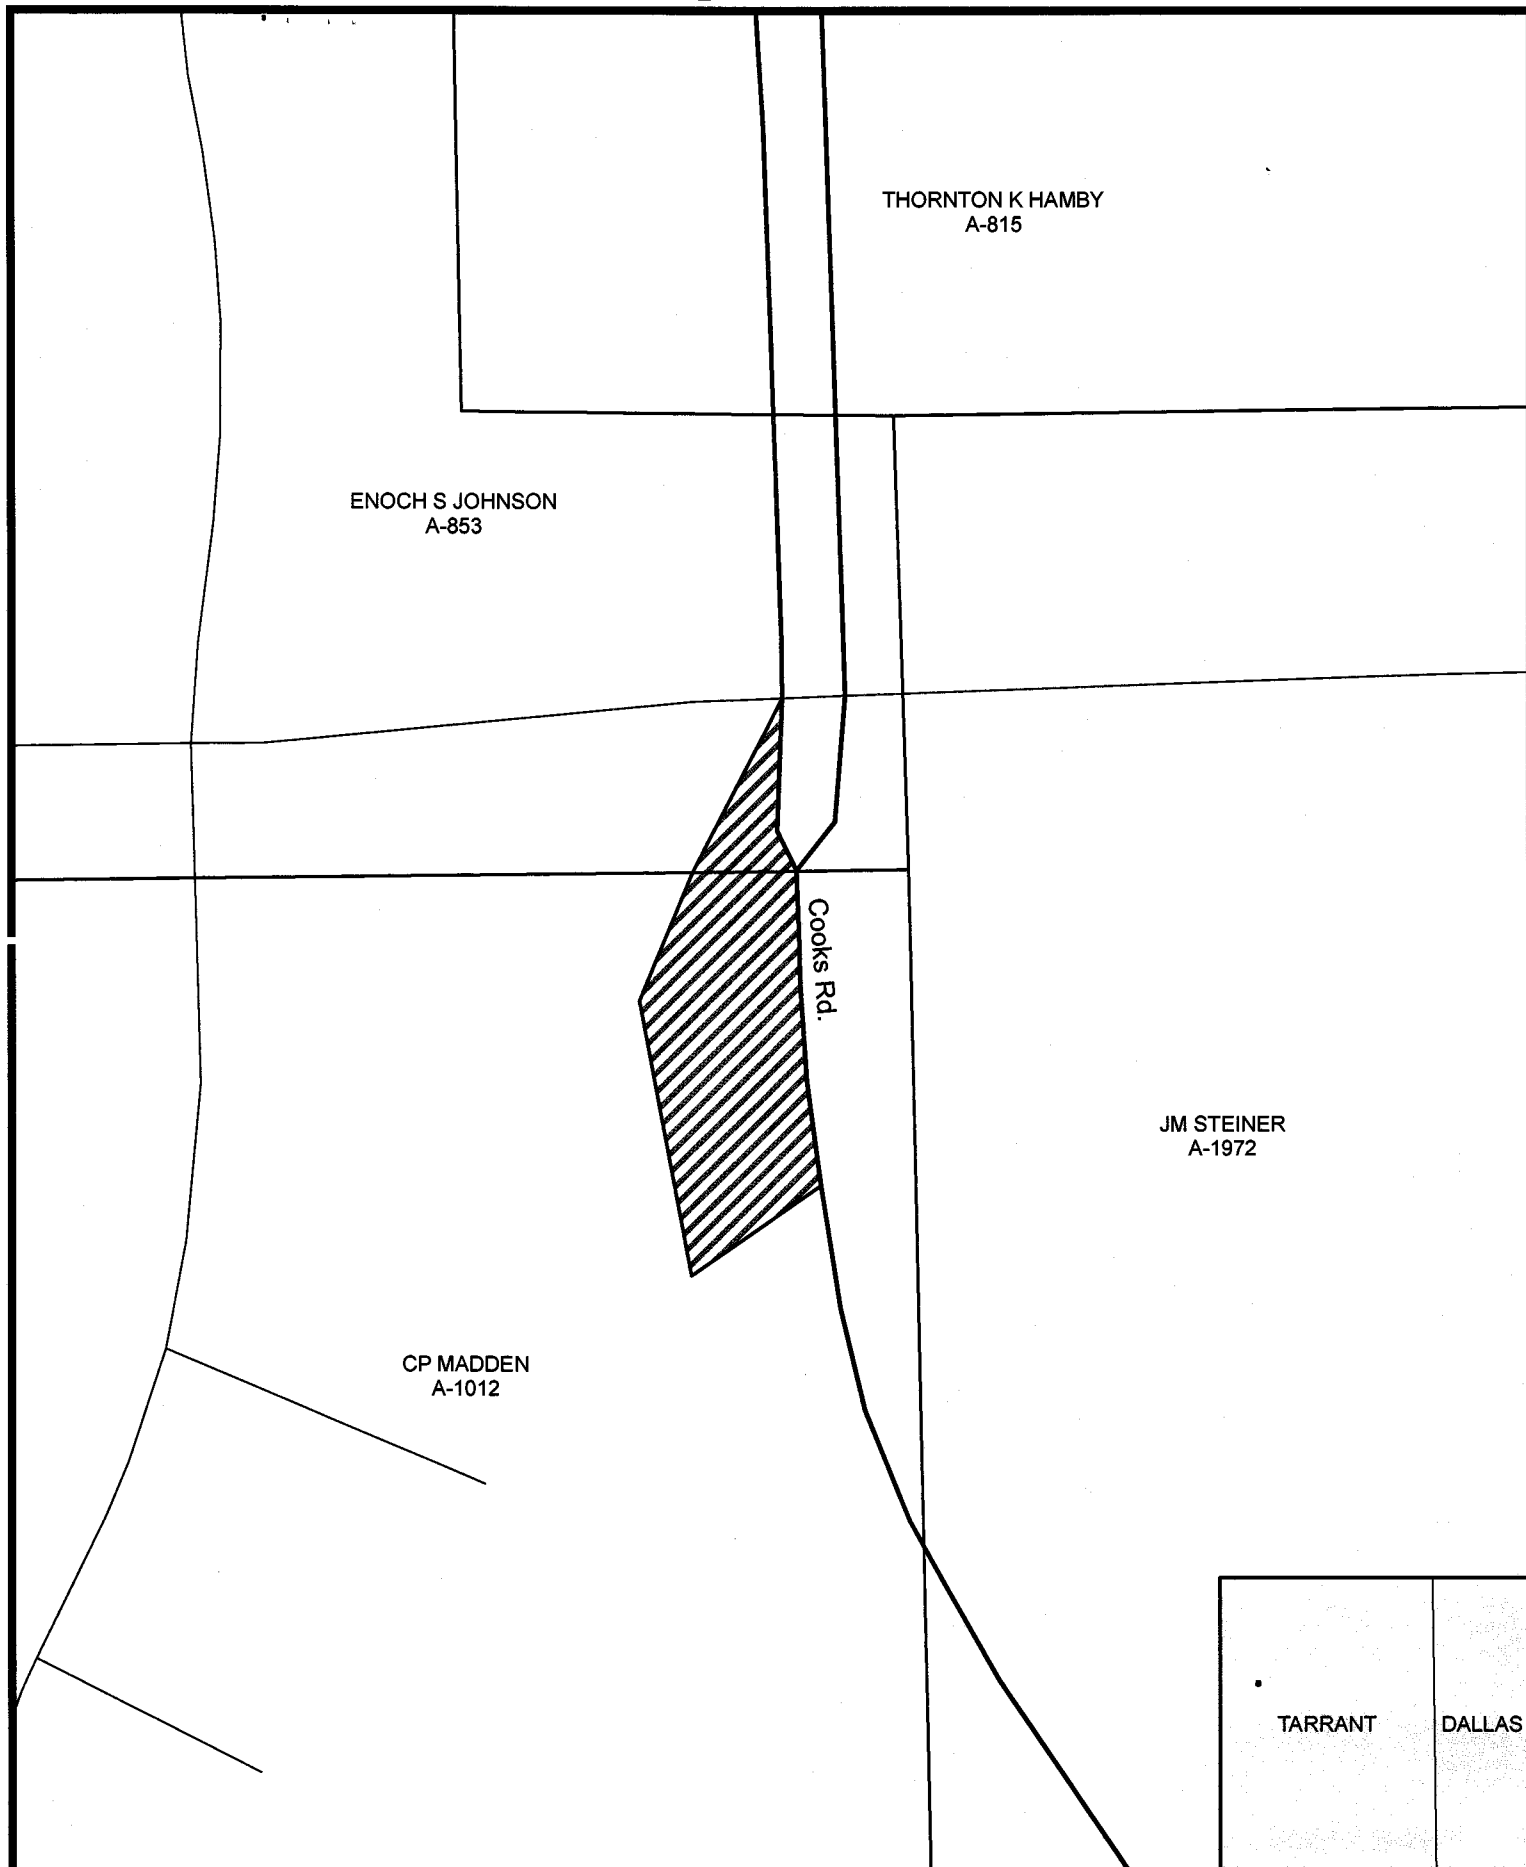 THORNTON K HAMBY
A-815
ENOCH S JOHNSON
A-853
Cooks Rd.
JM STEINER
A-1972
CP MADDEN
A-1012
TARRANT
DALLAS